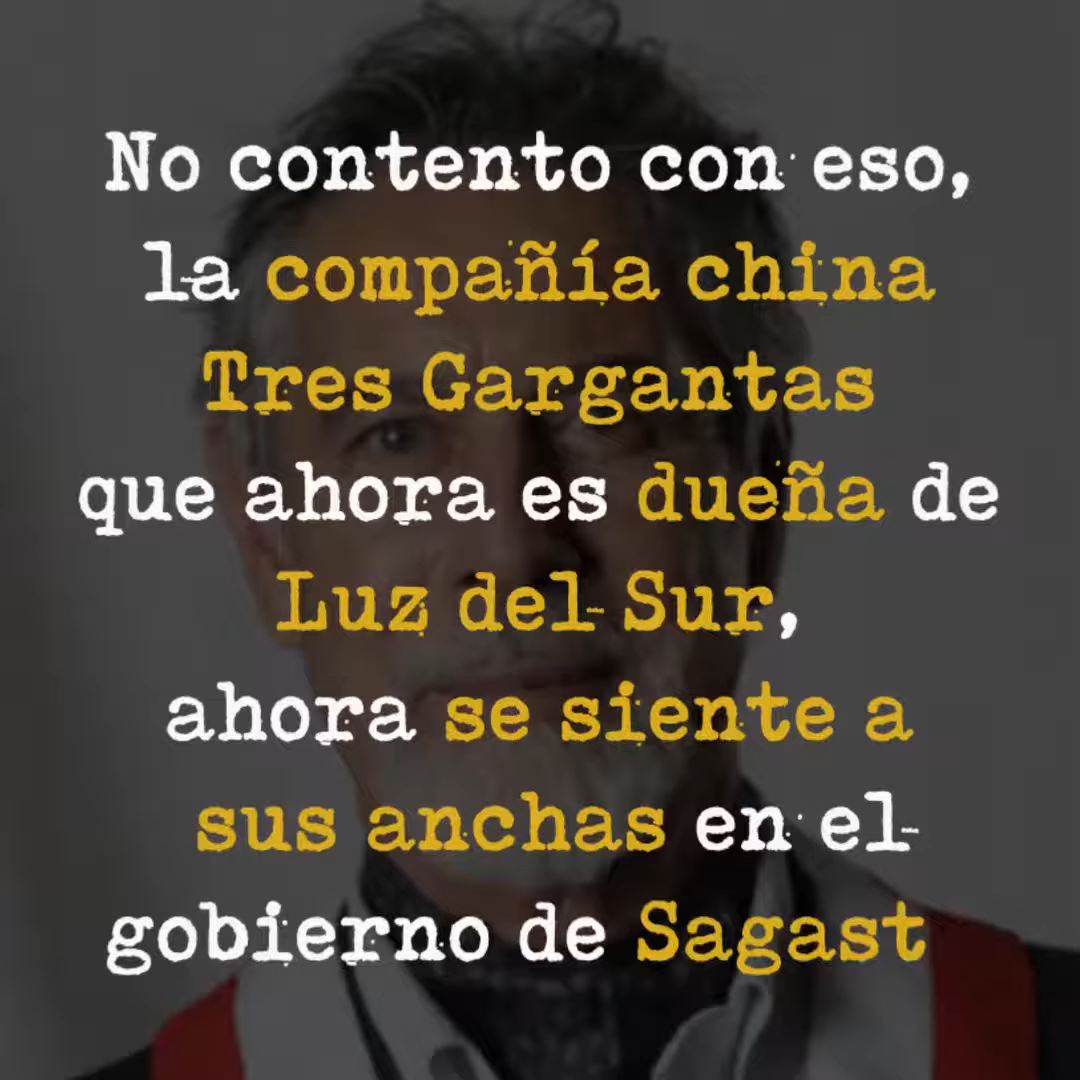 No contento con eso,
la compañía china
Tres Gargantas
que ahora es dueña de
Luz del Sur,
ahora se siente a
sus anchas en el
gobierno de Sagast